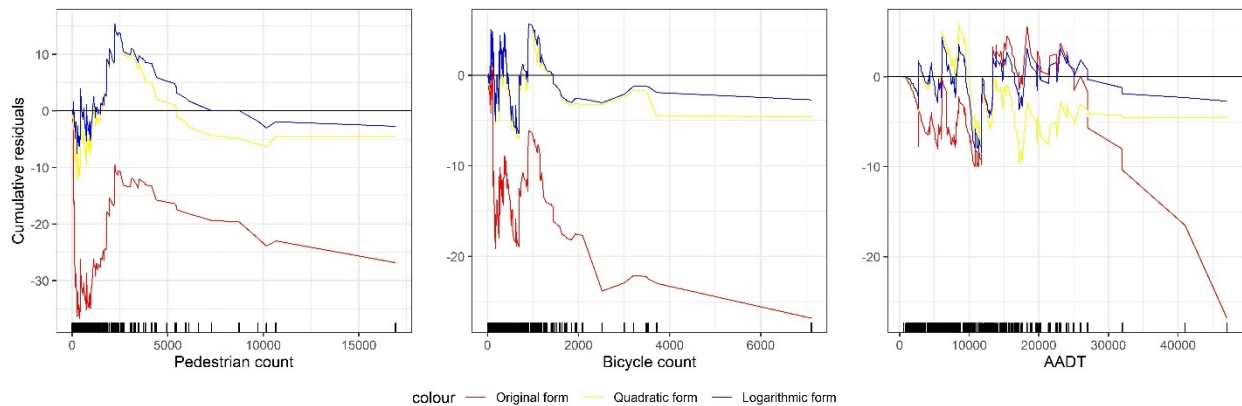 Cumulative residuals
10
0
-10
-20
-30
0 5000 10000 15000
Pedestrian count
0
-10
-20
0 2000 4000 6000
Bicycle count
0
-10
-20
0 10000 20000 30000 40000
AADT
colour Original form Quadratic form Logarithmic form